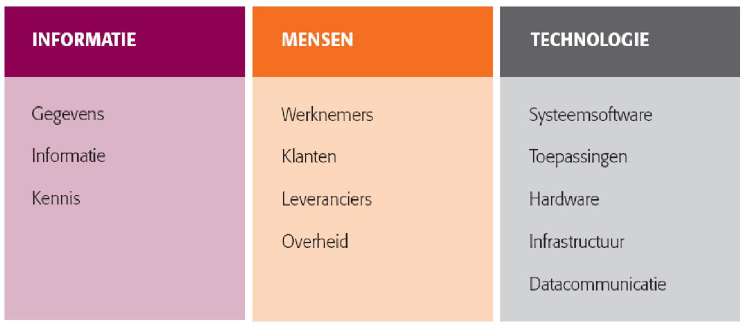 INFORMATIE
Gegevens
Informatie
Kennis
MENSEN
Werknemers
Klanten
Leveranciers
Overheid
TECHNOLOGIE
Systeemsoftware
Toepassingen
Hardware
Infrastructuur
Datacommunicatie